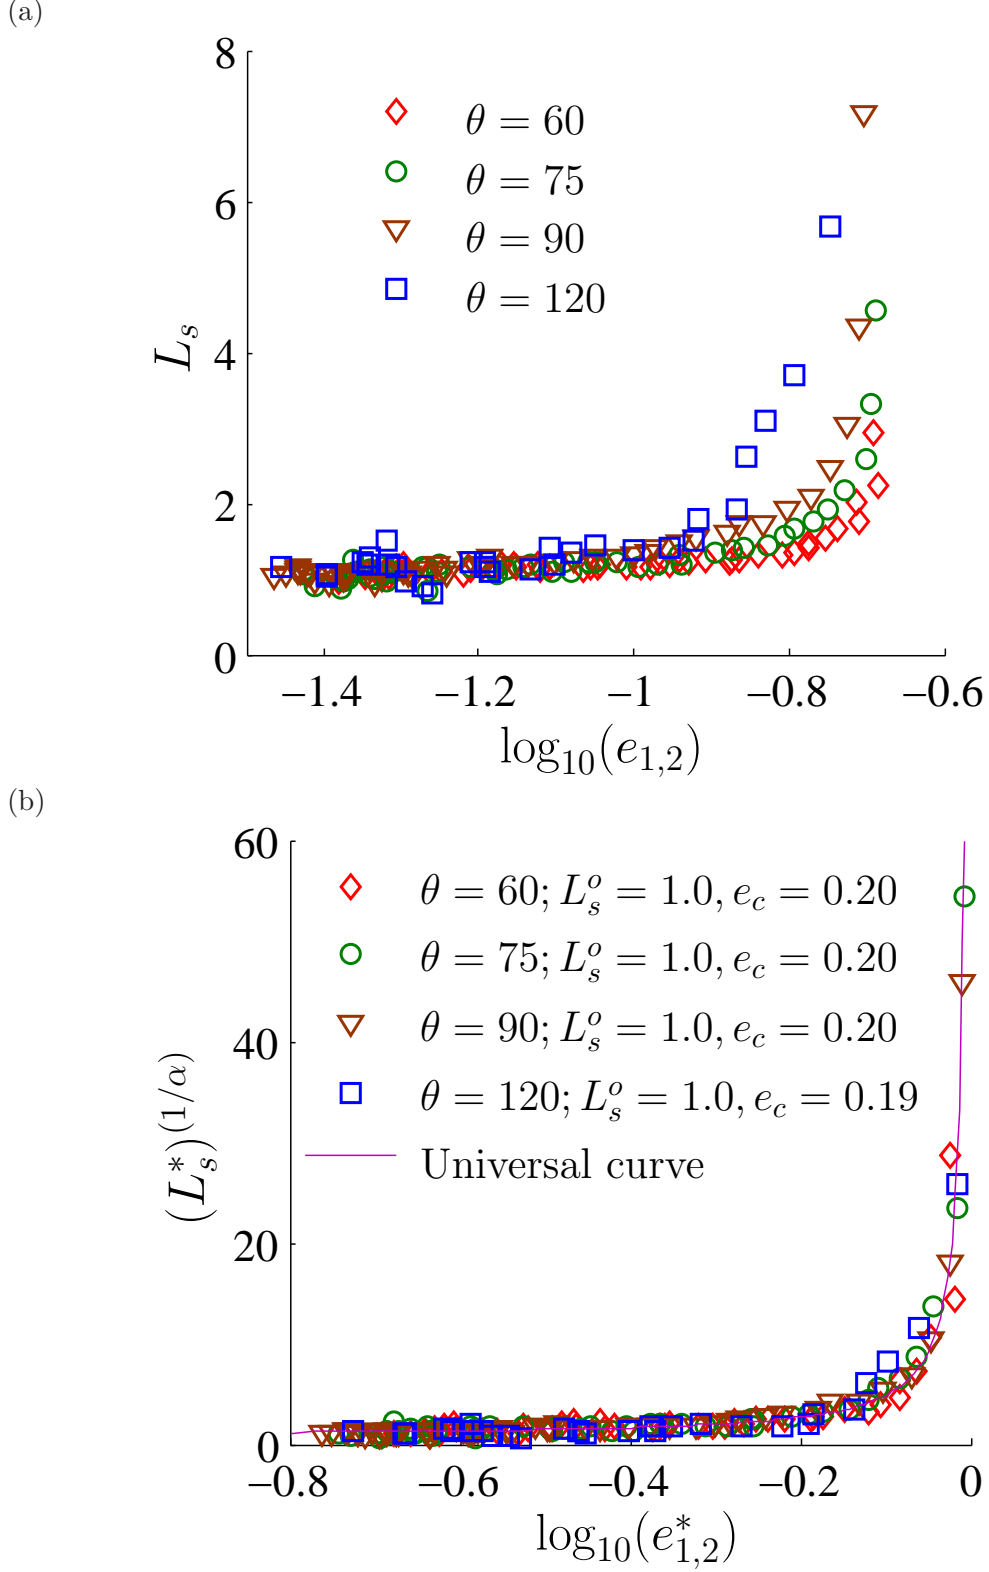 (a)
8
6
4
2
0
L_s
θ = 60
θ = 75
θ = 90
θ = 120
−1.4 −1.2 −1 −0.8 −0.6
log₁₀(e₁,₂)
(b)
60
40
20
0
(L_s^*)^(1/α)
θ = 60; L_s^o = 1.0, e_c = 0.20
θ = 75; L_s^o = 1.0, e_c = 0.20
θ = 90; L_s^o = 1.0, e_c = 0.20
θ = 120; L_s^o = 1.0, e_c = 0.19
Universal curve
−0.8 −0.6 −0.4 −0.2 0
log₁₀(e^*₁,₂)